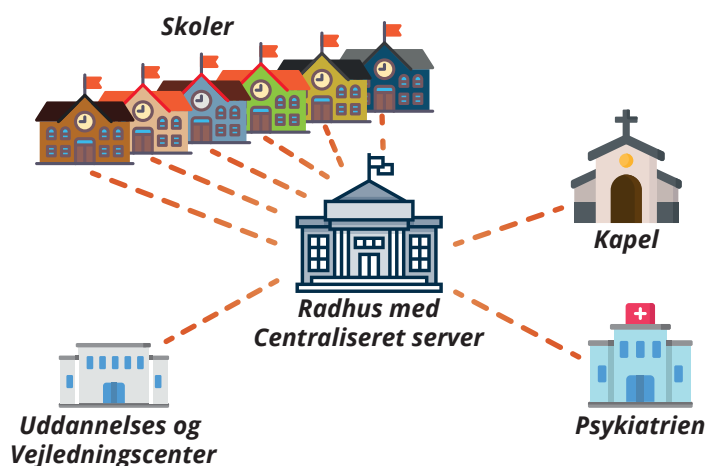 Skoler
Kapel
Radhus med
Centraliseret server
Uddannelses og
Vejledningscenter
Psykiatrien